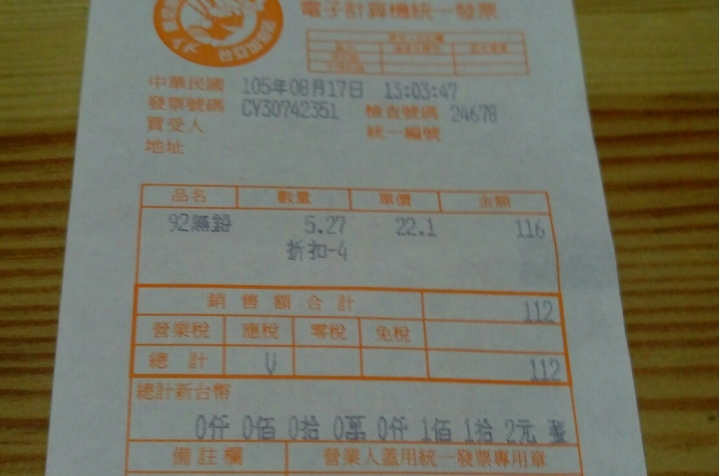 電子計算機統一發票
中華民國 105年08月17日 13:03:47
發票號碼 CY30742351 檢查號碼 24678
買受人 統一編號
地址
品名 數量 單價 金額
92無鉛 5.27 22.1 116
折扣-4
銷售額合計 112
營業稅 應稅 零稅 免稅
總計 V 112
總計新台幣
0仟 0佰 0拾 0萬 0仟 1佰 1拾 2元 整
備註欄 營業人蓋用統一發票專用章